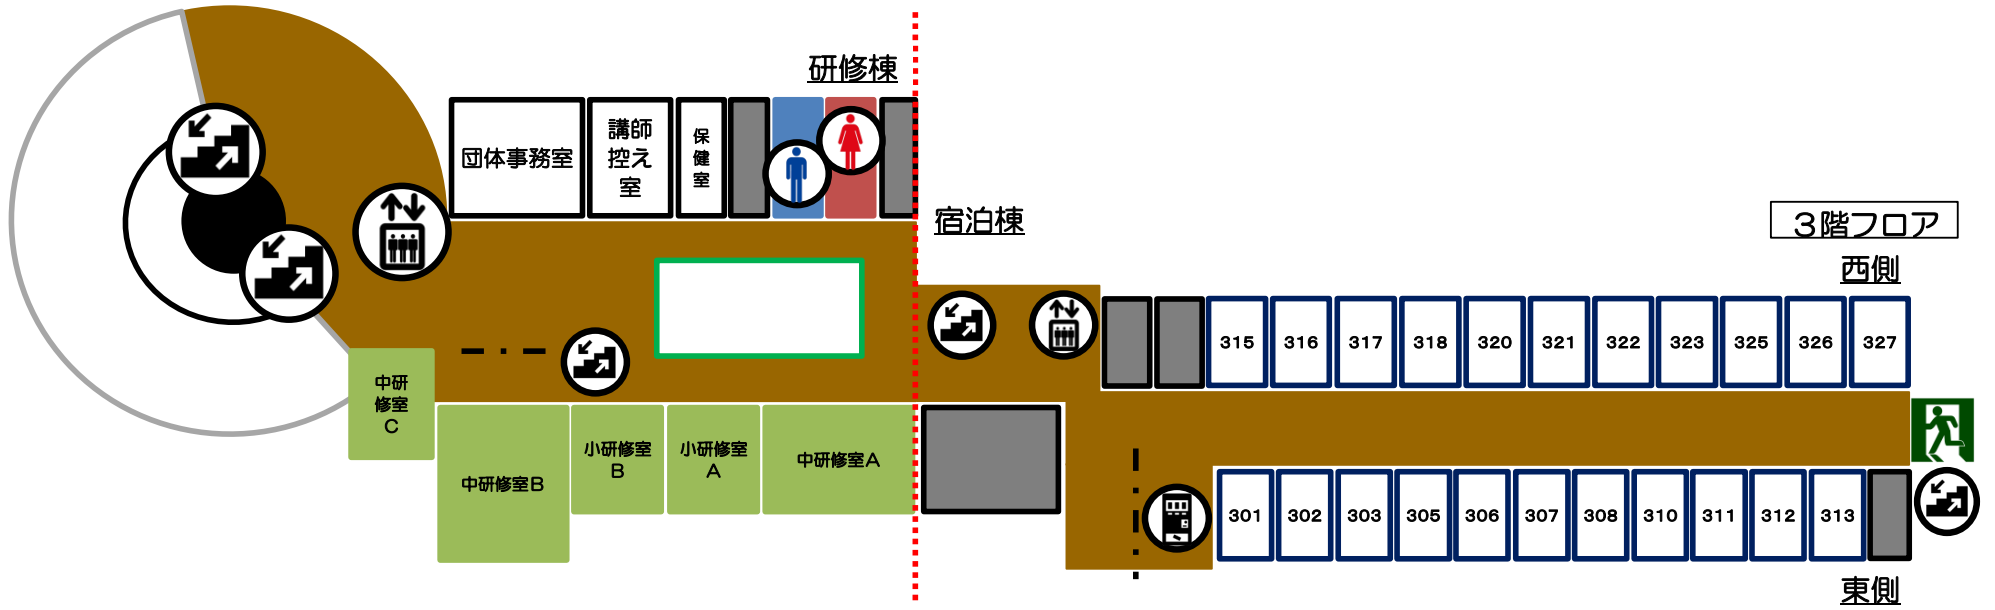 研修棟
団体事務室
講師
控え
室
保
健
室
宿泊棟
３階フロア
西側
315 316 317 318 320 321 322 323 325 326 327
中研
修室
C
中研修室B
小研修室
B
小研修室
A
中研修室A
301 302 303 305 306 307 308 310 311 312 313
東側